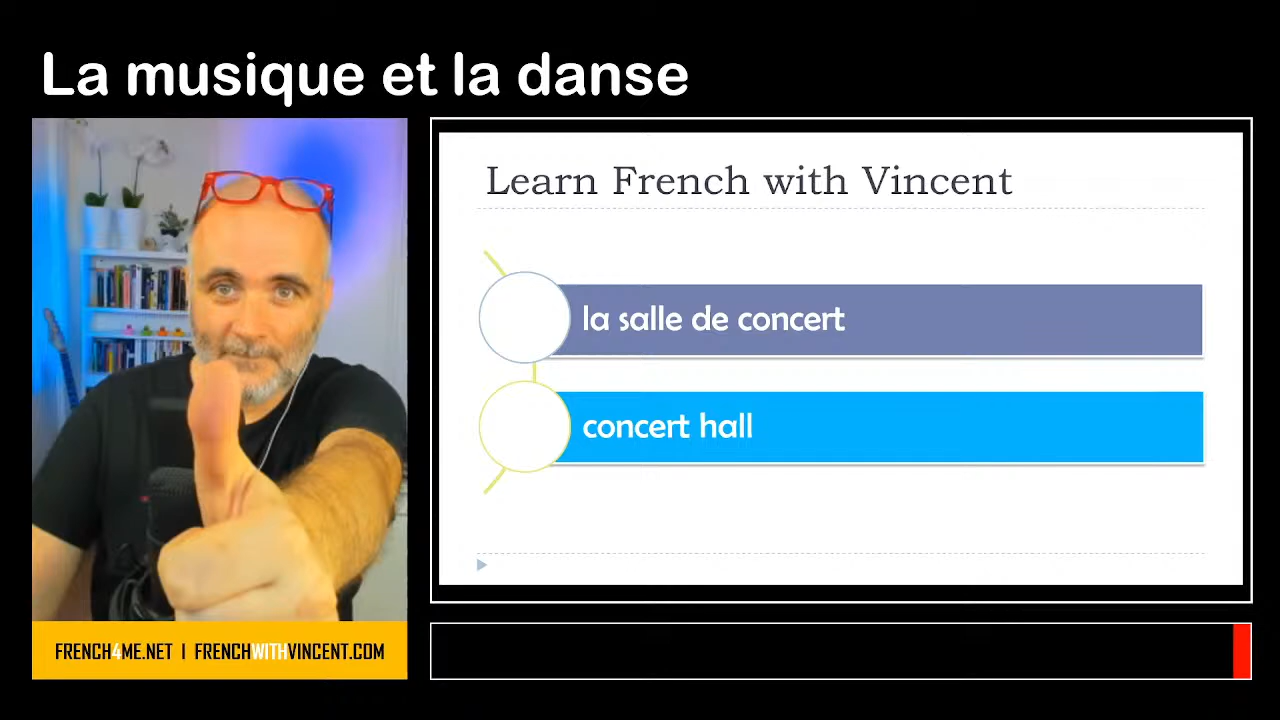 La musique et la danse
Learn French with Vincent
la salle de concert
concert hall
FRENCH4ME.NET I FRENCHWITHVINCENT.COM